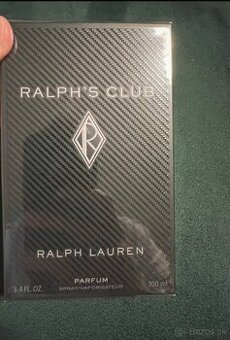 RALPH'S CLUB
R
RALPH LAUREN
PARFUM
SPRAY/VAPORISATEUR
3.4 FL.OZ. 100 ml